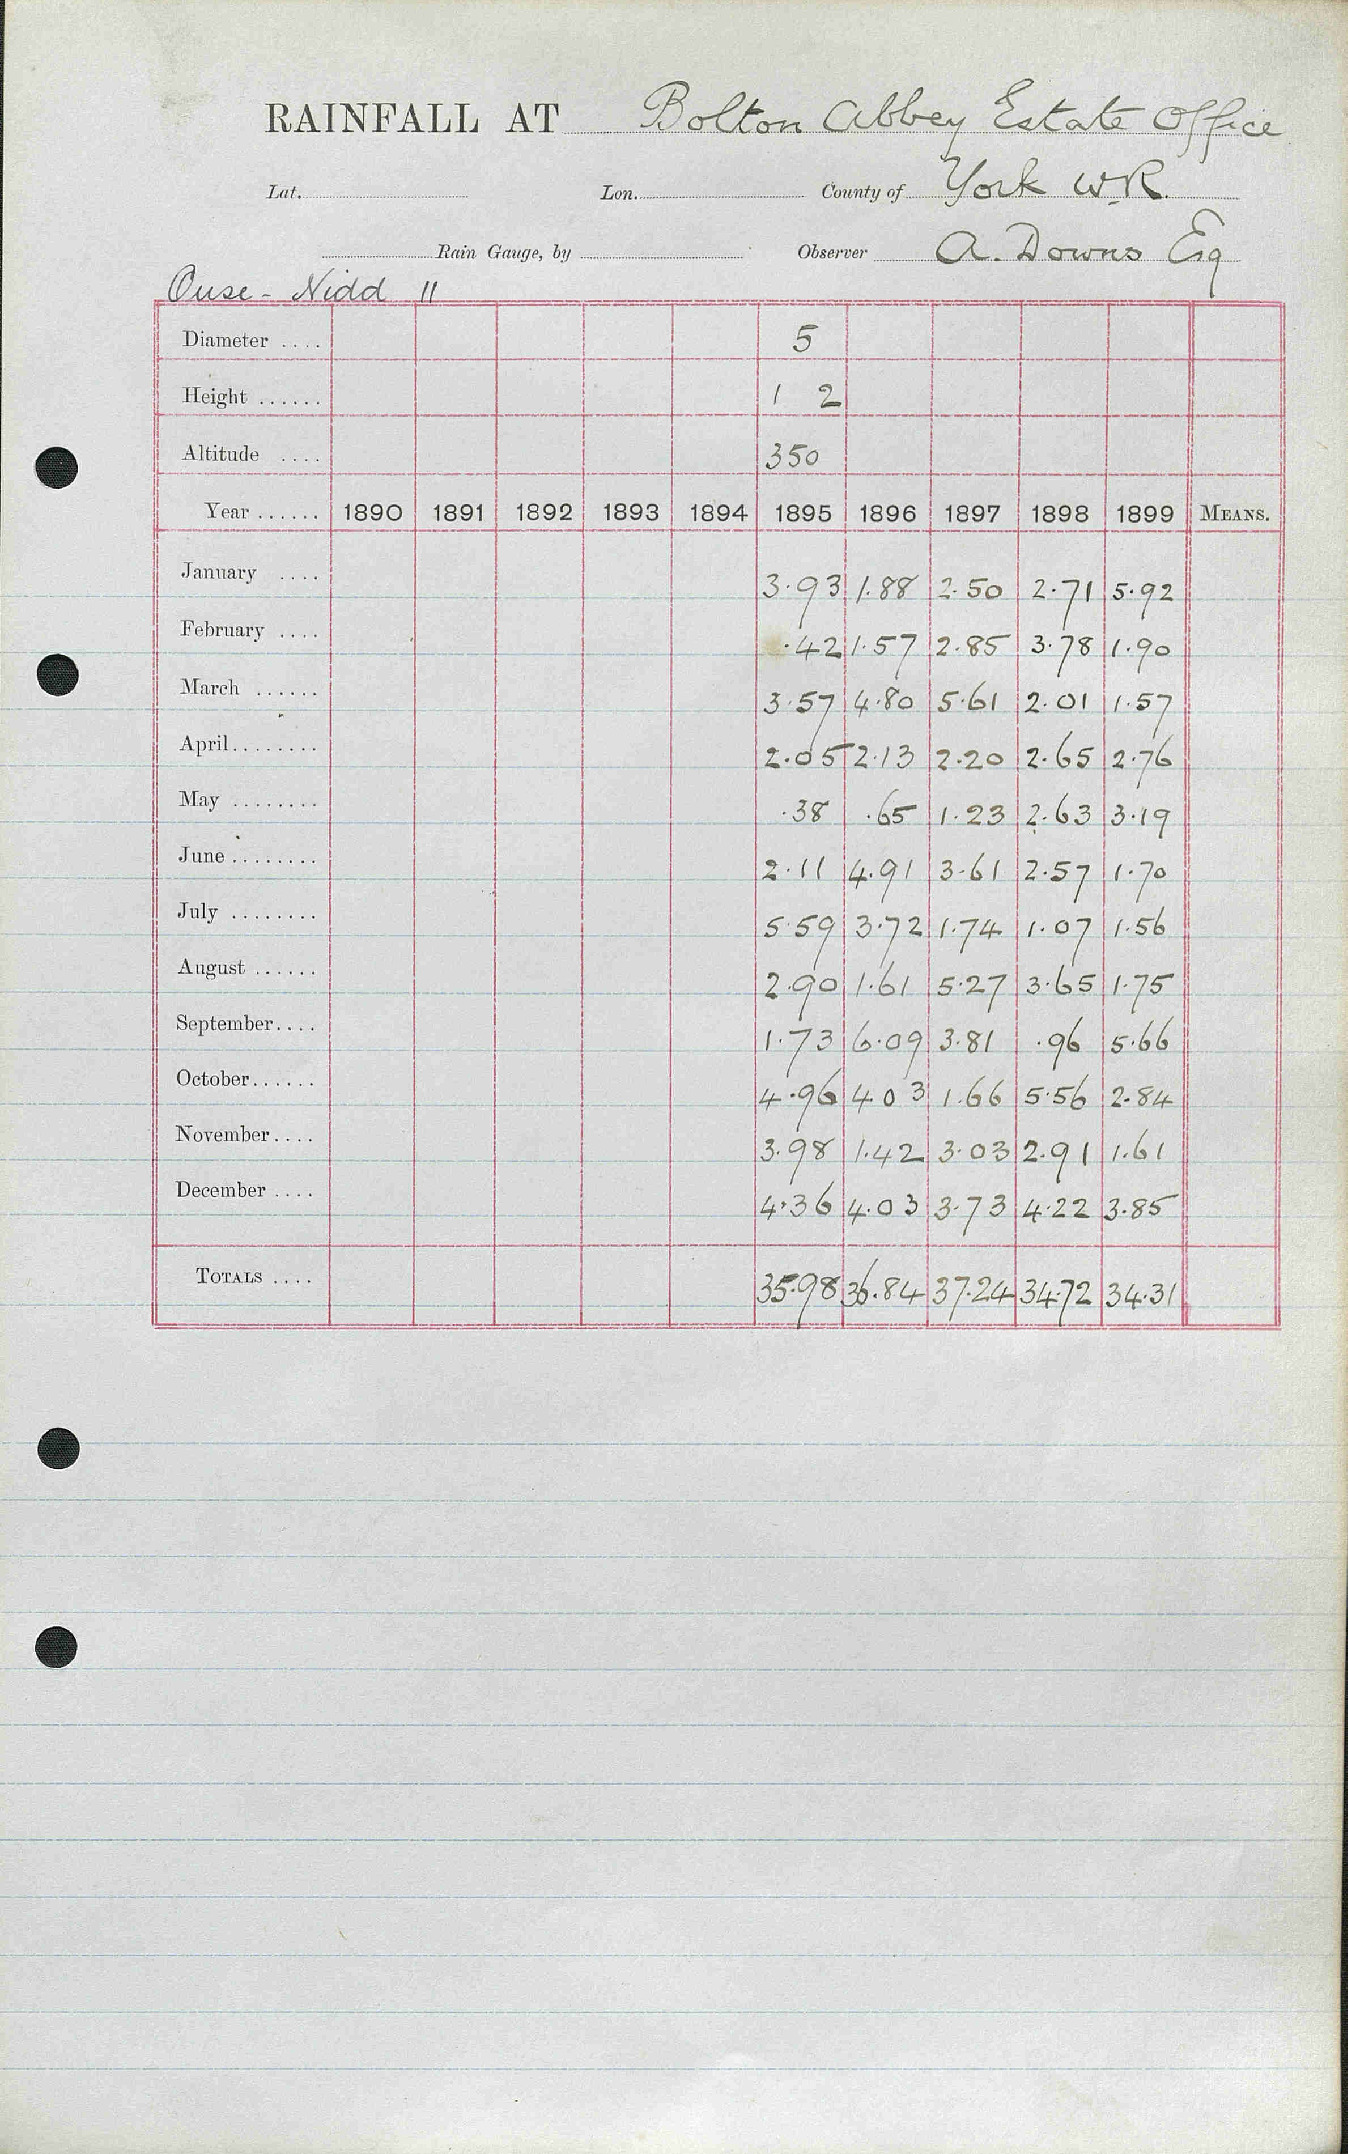 RAINFALL AT Bolton Abbey Estate Office
Lat. Lon. County of York W.R.
Rain Gauge, by Observer A. Downs Esq
Ouse - Nidd 11
Diameter .... 5
Height ...... 1 2
Altitude .... 350
Year ...... 1890 1891 1892 1893 1894 1895 1896 1897 1898 1899 MEANS.
January .... 3.93 1.88 2.50 2.71 5.92
February .... .42 1.57 2.85 3.78 1.90
March ...... 3.57 4.80 5.61 2.01 1.57
April........ 2.05 2.13 2.20 2.65 2.76
May ........ .38 .65 1.23 2.63 3.19
June ........ 2.11 4.91 3.61 2.57 1.70
July ........ 5.59 3.72 1.74 1.07 1.56
August ...... 2.90 1.61 5.27 3.65 1.75
September.... 1.73 6.09 3.81 .96 5.66
October...... 4.96 4 03 1.66 5.56 2.84
November.... 3.98 1.42 3.03 2.91 1.61
December .... 4.36 4.03 3.73 4.22 3.85
TOTALS .... 35.98 36.84 37.24 34.72 34.31